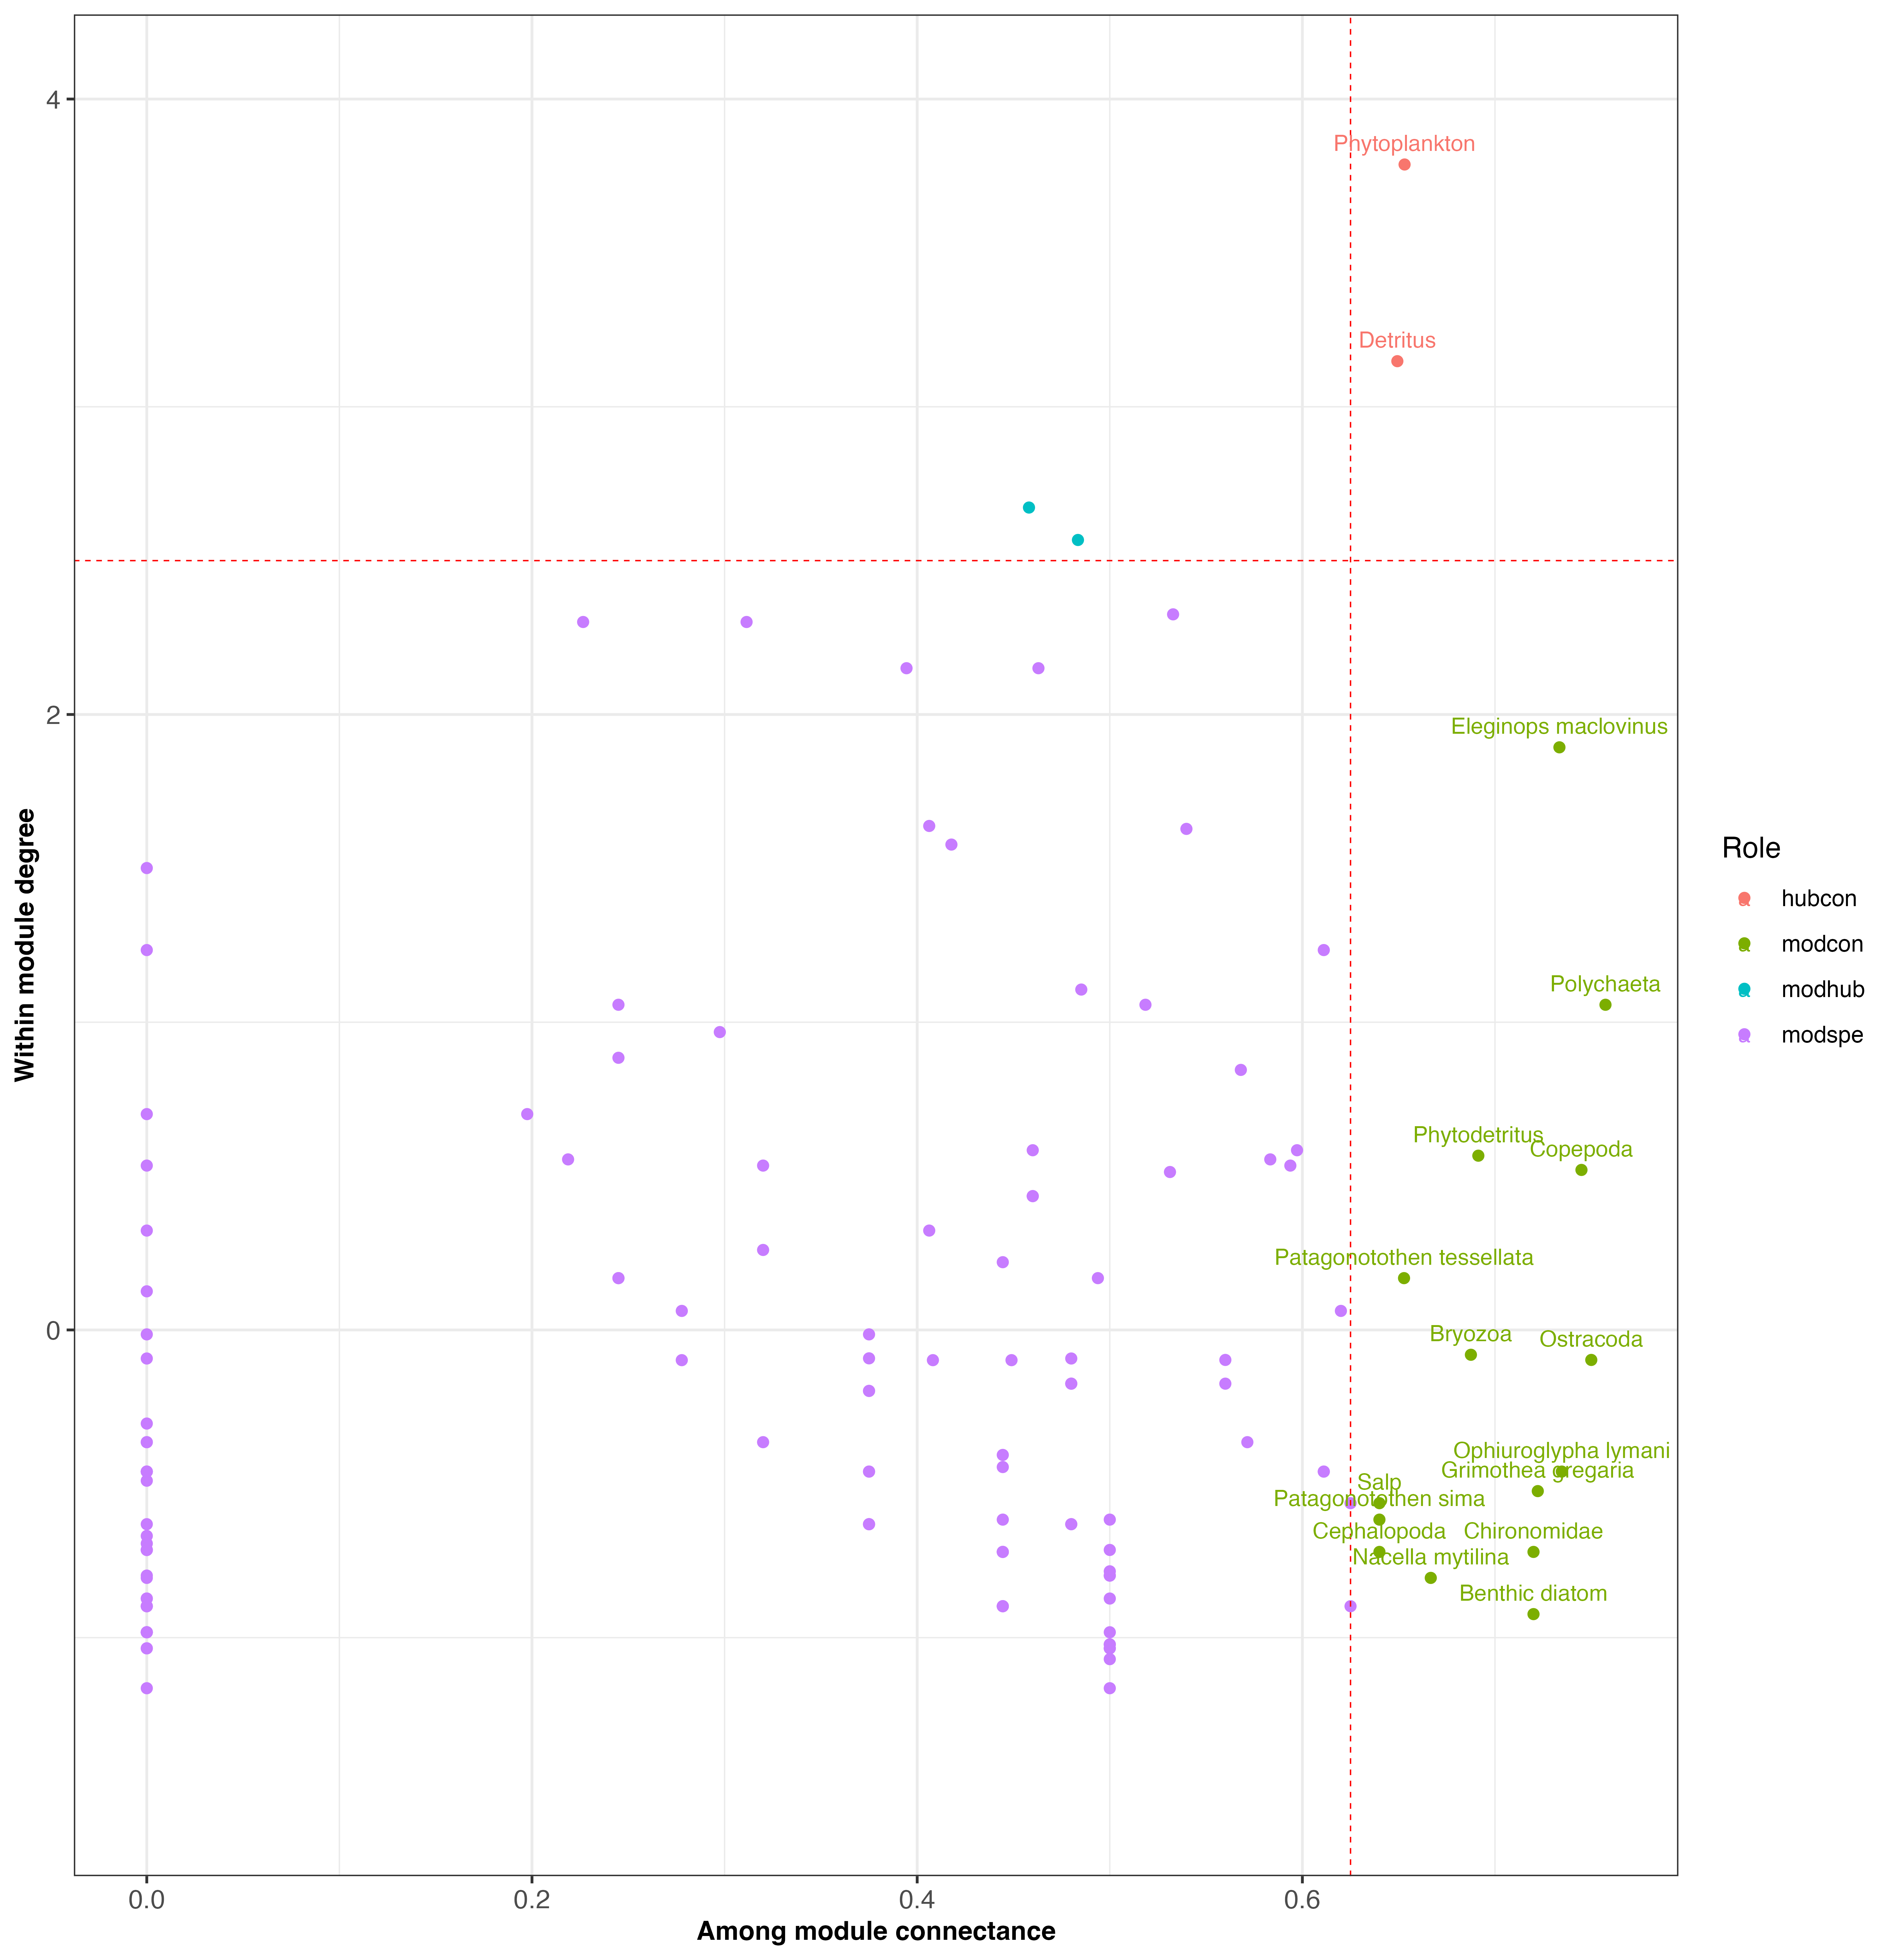 4
Phytoplankton
Detritus
2
Eleginops maclovinus
Within module degree
Role
hubcon
modcon
modhub
modspe
Polychaeta
Phytodetritus
Copepoda
Patagonotothen tessellata
0
Bryozoa
Ostracoda
Ophiuroglypha lymani
Grimothea gregaria
Salp
Patagonotothen sima
Cephalopoda
Chironomidae
Nacella mytilina
Benthic diatom
0.0
0.2
0.4
0.6
Among module connectance